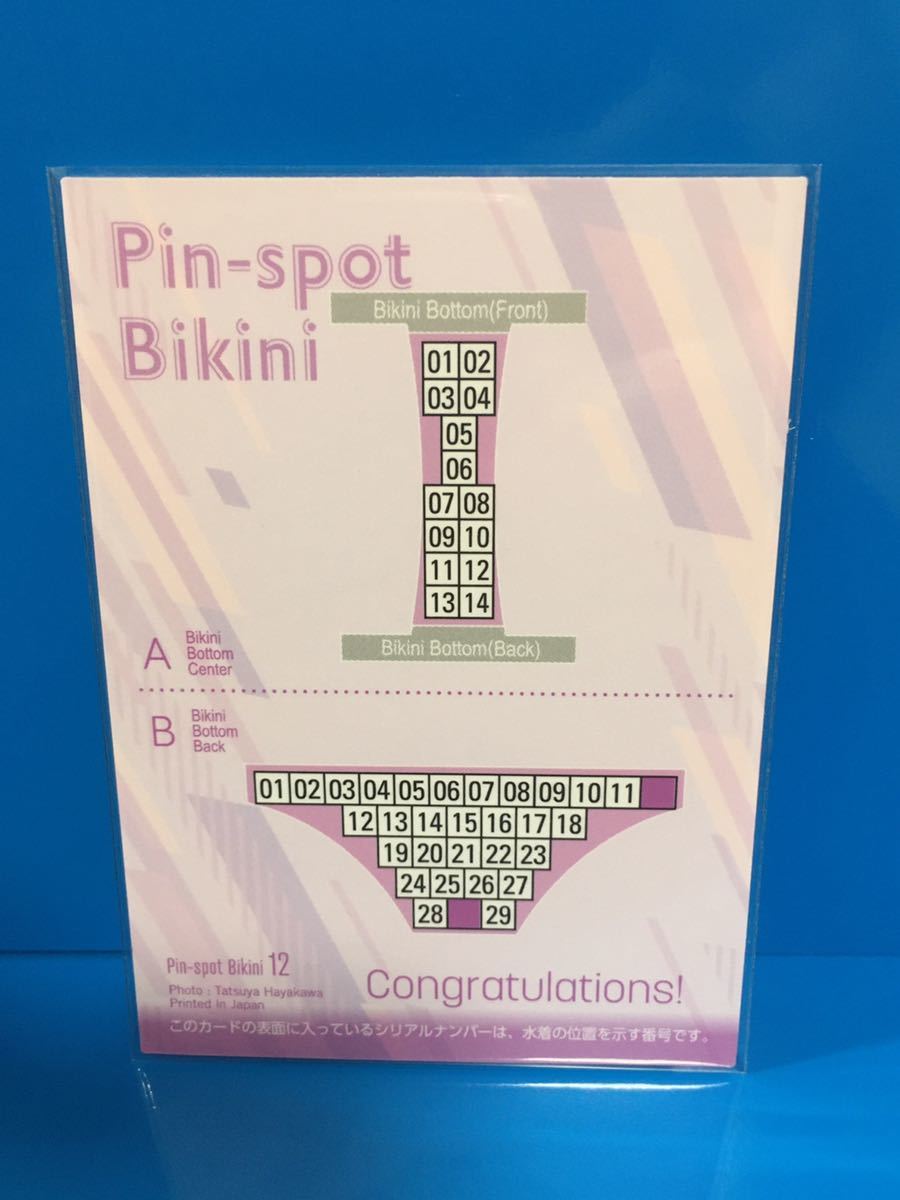 Pin-spot
Bikini
Bikini Bottom(Front)
01 02
03 04
05
06
07 08
09 10
11 12
13 14
Bikini Bottom(Back)
A Bikini
Bottom
Center
B Bikini
Bottom
Back
01 02 03 04 05 06 07 08 09 10 11
12 13 14 15 16 17 18
19 20 21 22 23
24 25 26 27
28 29
Pin-spot Bikini 12
Photo : Tatsuya Hayakawa
Printed In Japan
Congratulations!
このカードの表面に入っているシリアルナンバーは、水着の位置を示す番号です。